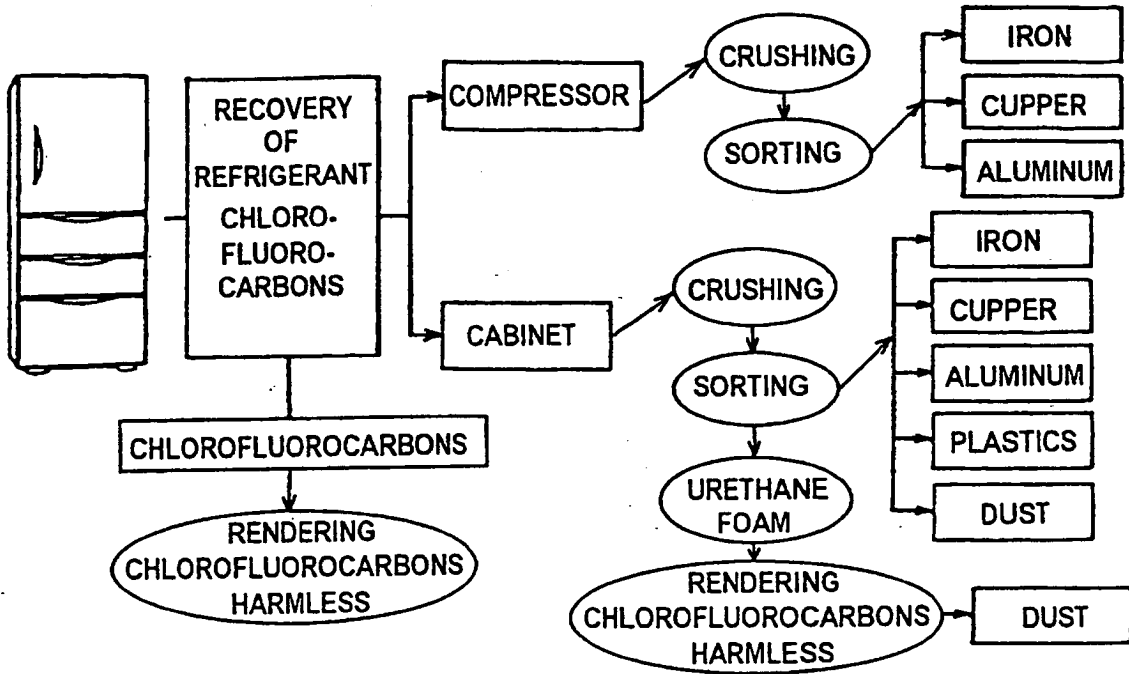 RECOVERY
OF
REFRIGERANT
CHLORO-
FLUORO-
CARBONS
CHLOROFLUOROCARBONS
RENDERING
CHLOROFLUOROCARBONS
HARMLESS
COMPRESSOR
CRUSHING
SORTING
IRON
CUPPER
ALUMINUM
CABINET
CRUSHING
SORTING
IRON
CUPPER
ALUMINUM
PLASTICS
DUST
URETHANE
FOAM
RENDERING
CHLOROFLUOROCARBONS
HARMLESS
DUST